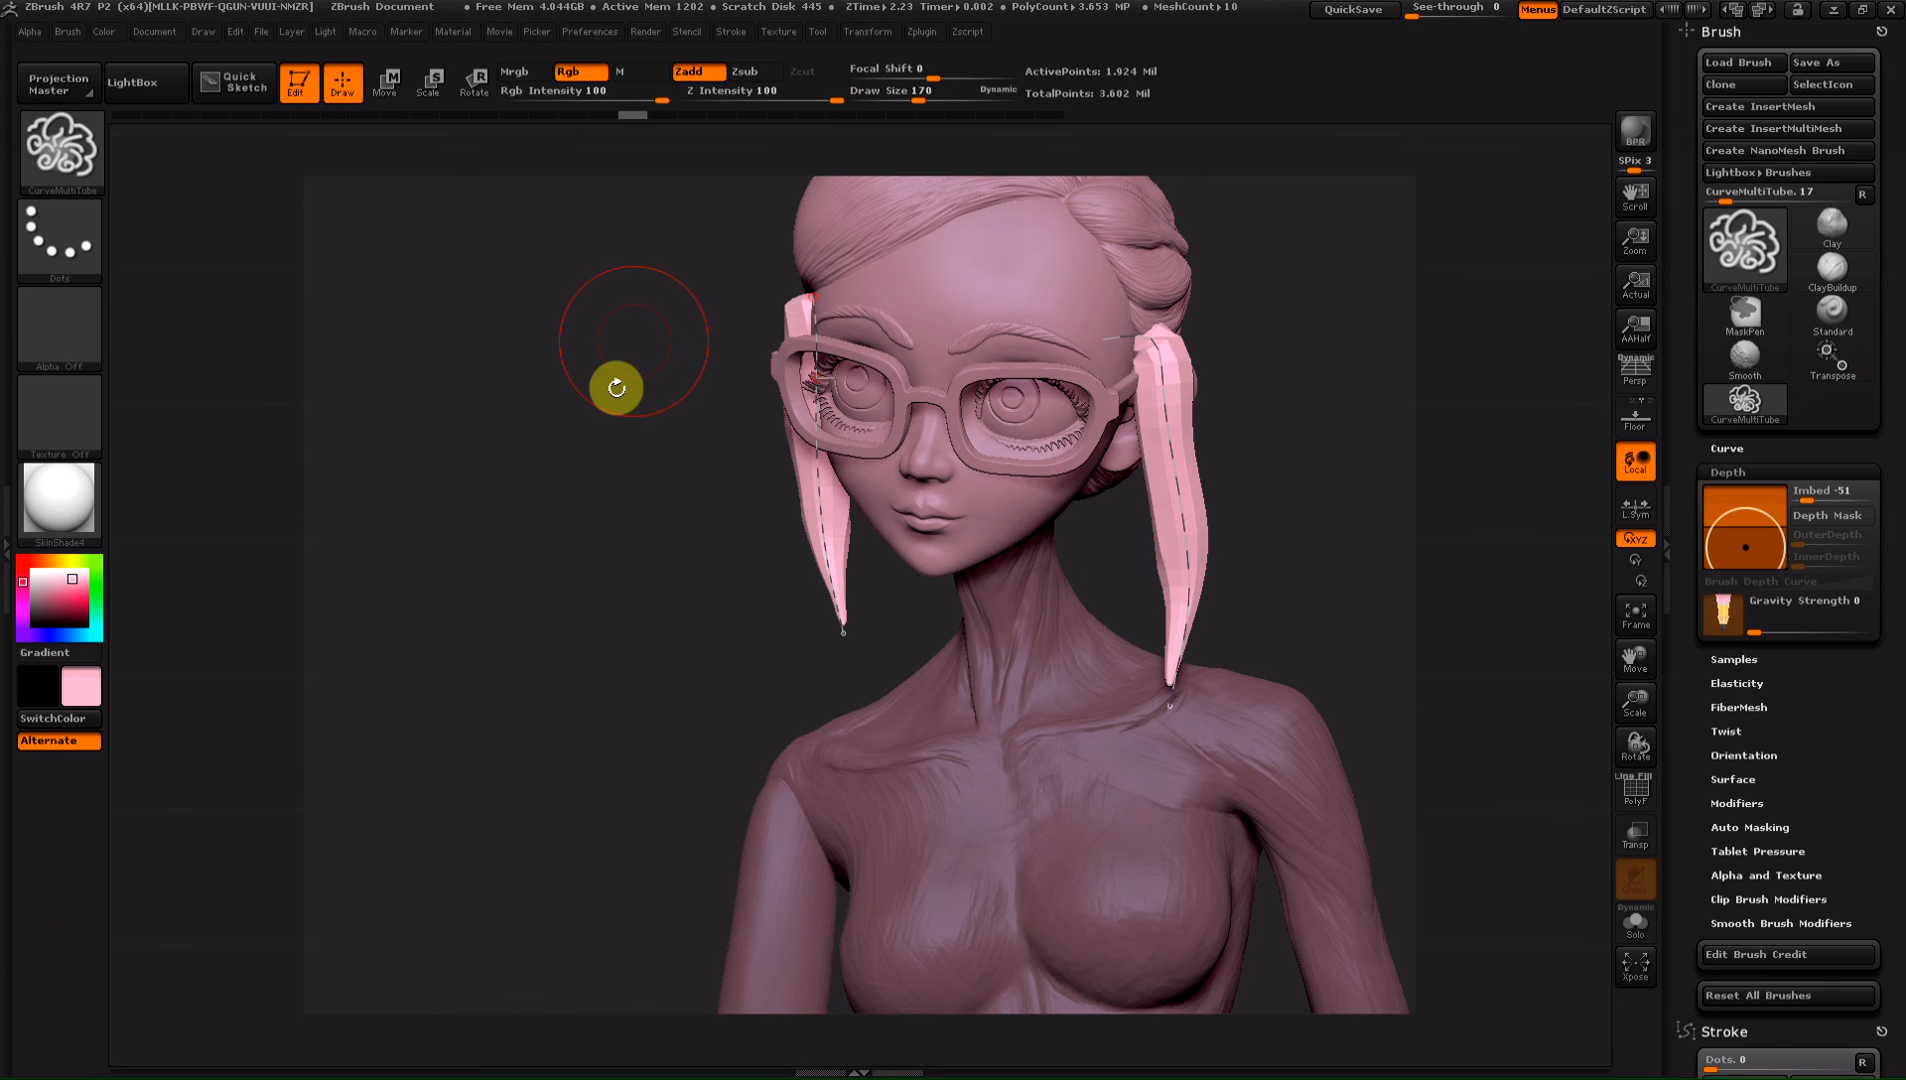 ZBrush 4R7 P2 (x64)[MLLK-PBWF-QGUN-VUUI-NMZR]
ZBrush Document
• Free Mem 4.044GB • Active Mem 1202 • Scratch Disk 445 •
ZTime▸2.23 Timer▸0.002 • PolyCount▸3.653 MP • MeshCount▸10
QuickSave
See-through 0
Menus
DefaultZScript
Alpha Brush Color Document Draw Edit File Layer Light Macro Marker Material Movie Picker Preferences Render Stencil Stroke Texture Tool Transform Zplugin Zscript
Projection Master
LightBox
Quick Sketch
Edit
Draw
Move
Scale
Rotate
Mrgb
Rgb
M
Rgb Intensity 100
Zadd
Zsub
Zcut
Z Intensity 100
Focal Shift 0
Draw Size 170
Dynamic
ActivePoints: 1.924 Mil
TotalPoints: 3.602 Mil
CurveMultiTube
Dots
Alpha Off
Texture Off
SkinShade4
Gradient
SwitchColor
Alternate
BPR
SPix 3
Scroll
Zoom
Actual
AAHalf
Dynamic
Persp
Floor
Local
L.Sym
XYZ
Frame
Move
Scale
Rotate
Line Fill
PolyF
Transp
Ghost
Dynamic
Solo
Xpose
Brush
Load Brush
Save As
Clone
SelectIcon
Create InsertMesh
Create InsertMultiMesh
Create NanoMesh Brush
Lightbox▸Brushes
CurveMultiTube. 17
R
CurveMultiTube
Clay
ClayBuildup
MaskPen
Standard
Smooth
Transpose
CurveMultiTube
Curve
Depth
Imbed -51
Depth Mask
OuterDepth
InnerDepth
Brush Depth Curve
Gravity Strength 0
Samples
Elasticity
FiberMesh
Twist
Orientation
Surface
Modifiers
Auto Masking
Tablet Pressure
Alpha and Texture
Clip Brush Modifiers
Smooth Brush Modifiers
Edit Brush Credit
Reset All Brushes
Stroke
Dots. 0
R